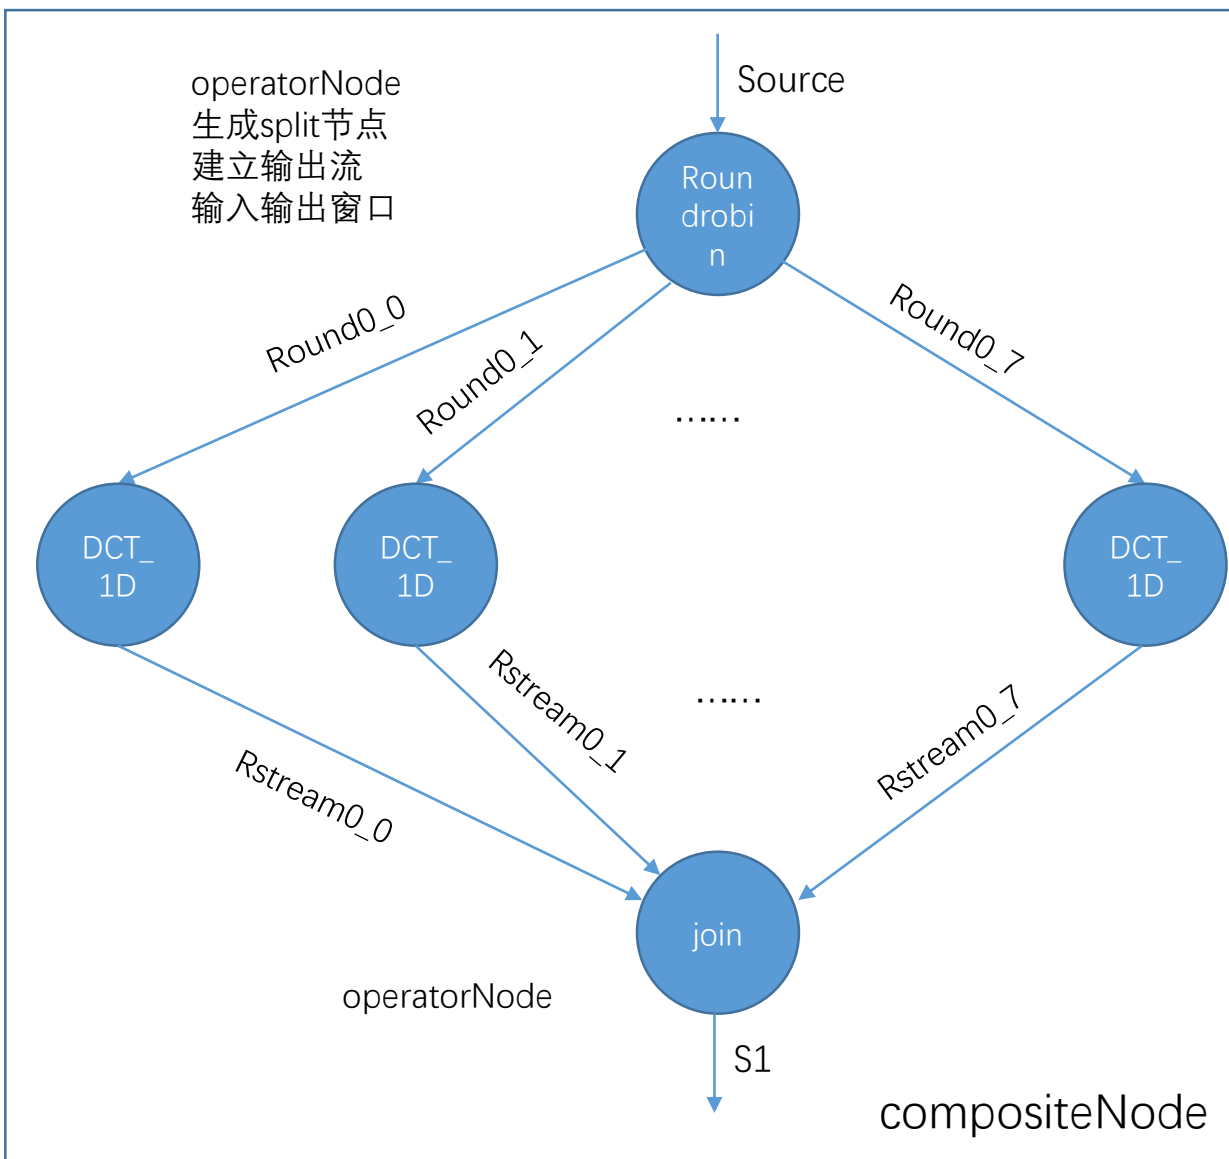 operatorNode
生成split节点
建立输出流
输入输出窗口
Source
Roun
drobi
n
Round0_0
Round0_1
Round0_7
……
DCT_
1D
DCT_
1D
DCT_
1D
Rstream0_0
Rstream0_1
……
Rstream0_7
join
operatorNode
S1
compositeNode